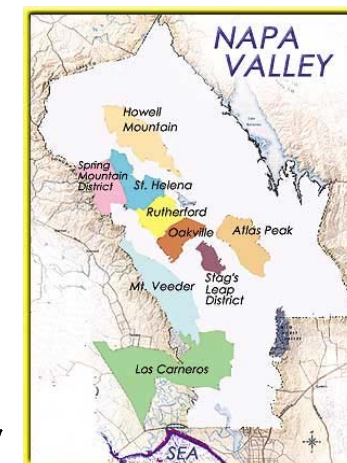 NAPA
VALLEY
Howell
Mountain
Spring
Mountain
District
St. Helena
Rutherford
Oakville
Atlas Peak
Stag's
Leap
District
Mt. Veeder
Los Carneros
SEA